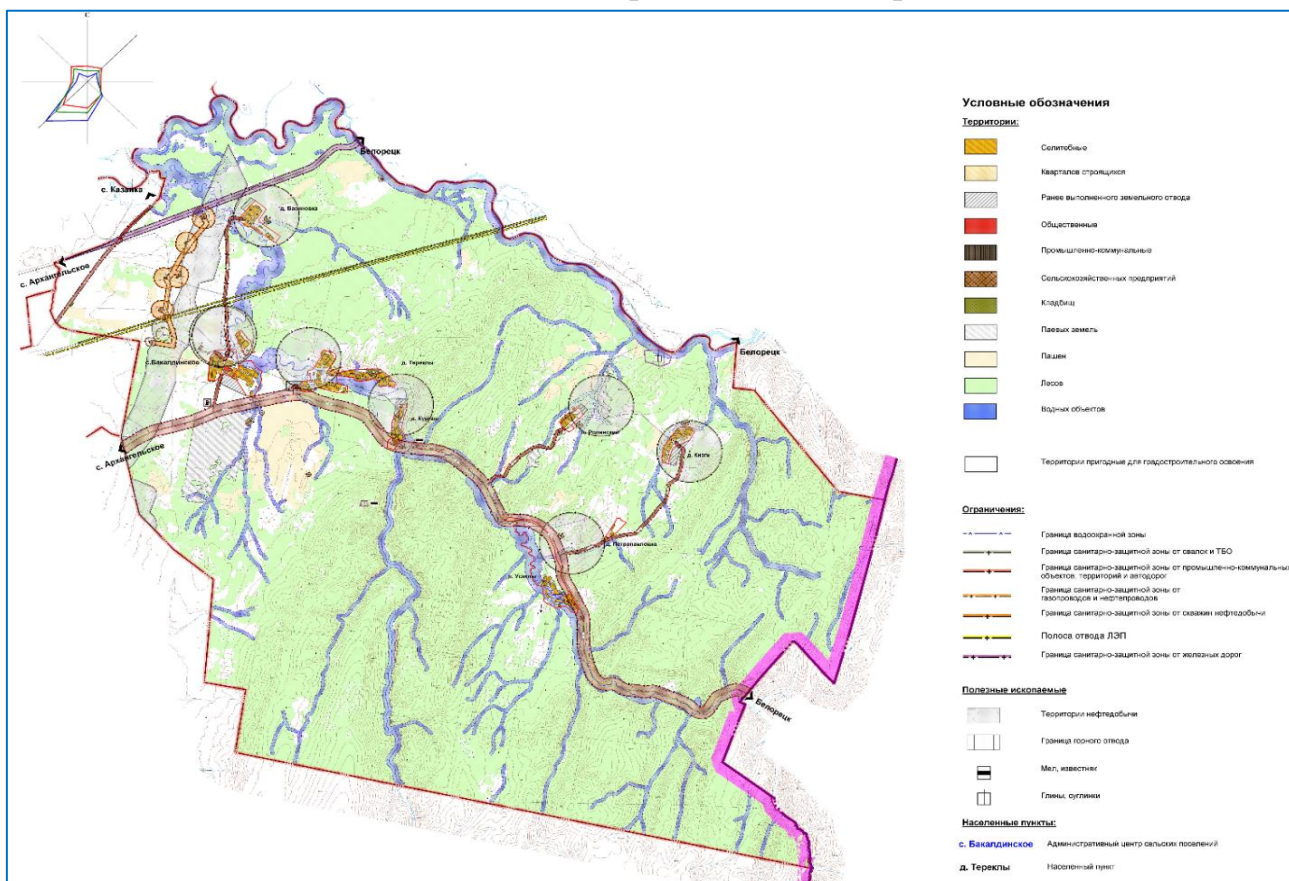 С
Белорецк
с. Казанка
д. Валентиновка
с. Архангельское
с.Бакалдинское
д. Тереклы
Белорецк
д. Кизги
с. Архангельское
д. Петропавловка
д. Усаклы
Белорецк
Условные обозначения
Территории:
Селитебные
Кварталов строящихся
Ранее выполненного земельного отвода
Общественные
Промышленно-коммунальные
Сельскохозяйственных предприятий
Кладбищ
Паевых земель
Пашен
Лесов
Водных объектов
Территории пригодные для градостроительного освоения
Ограничения:
Граница водоохранной зоны
Граница санитарно-защитной зоны от свалок и ТБО
Граница санитарно-защитной зоны от промышленно-коммунальных
объектов, территорий и автодорог
Граница санитарно-защитной зоны от
газопроводов и нефтепроводов
Граница санитарно-защитной зоны от скважин нефтедобычи
Полоса отвода ЛЭП
Граница санитарно-защитной зоны от железных дорог
Полезные ископаемые
Территории нефтедобычи
Граница горного отвода
Мел, известняк
Глины, суглинки
Населенные пункты:
с. Бакалдинское Административный центр сельских поселений
д. Тереклы Населенный пункт